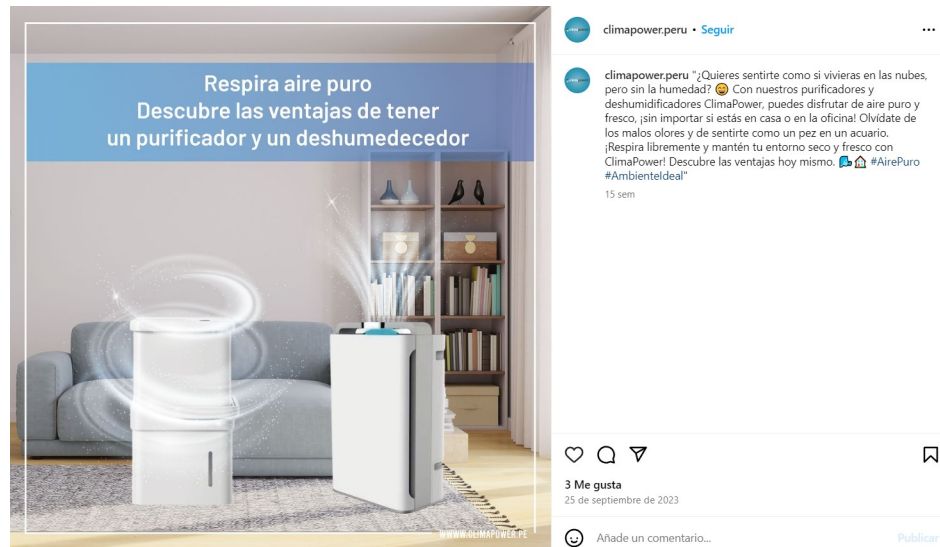 Respira aire puro
Descubre las ventajas de tener
un purificador y un deshumedecedor
WWWW.CLIMAPOWER.PE
climapower.peru • Seguir
climapower.peru "¿Quieres sentirte como si vivieras en las nubes,
pero sin la humedad? 😄 Con nuestros purificadores y
deshumidificadores ClimaPower, puedes disfrutar de aire puro y
fresco, ¡sin importar si estás en casa o en la oficina! Olvídate de
los malos olores y de sentirte como un pez en un acuario.
¡Respira libremente y mantén tu entorno seco y fresco con
ClimaPower! Descubre las ventajas hoy mismo. 🌬️🏠 #AirePuro
#AmbienteIdeal"
15 sem
3 Me gusta
25 de septiembre de 2023
Añade un comentario...
Publicar